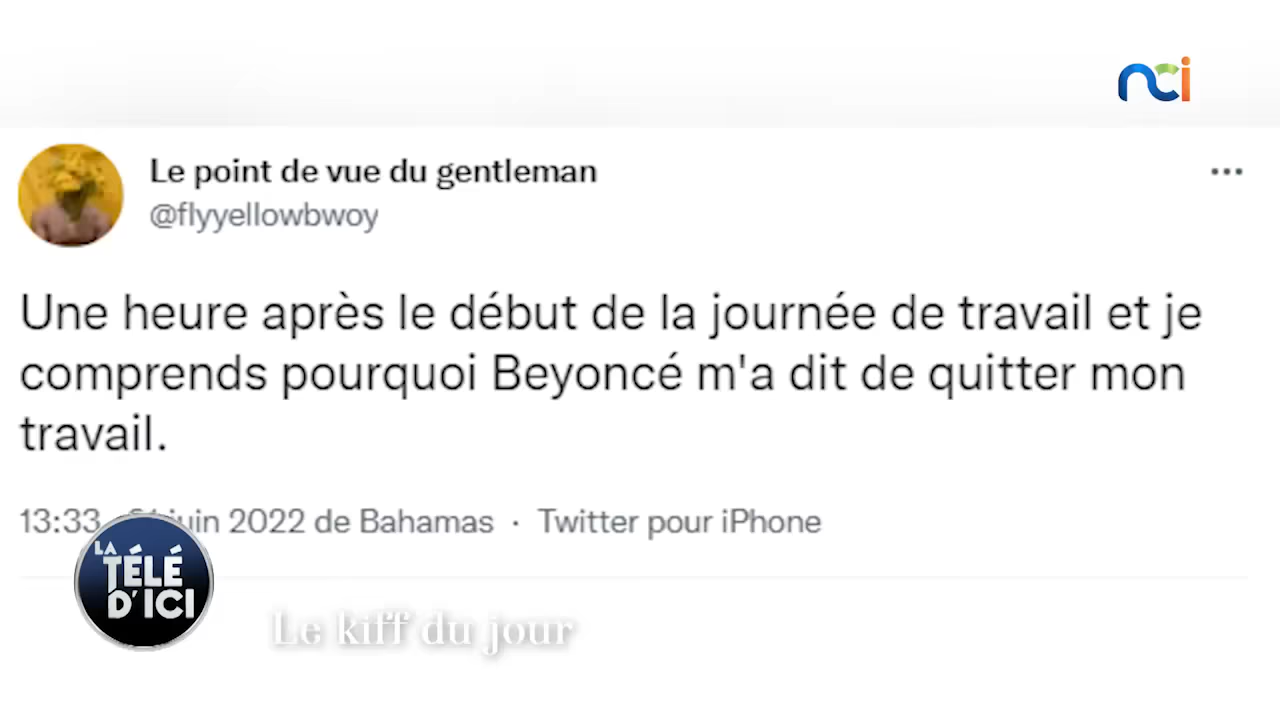 nci
Le point de vue du gentleman
@flyyellowbwoy
Une heure après le début de la journée de travail et je
comprends pourquoi Beyoncé m'a dit de quitter mon
travail.
13:33 juin 2022 de Bahamas · Twitter pour iPhone
LA
TÉLÉ
D'ICI
Le kiff du jour